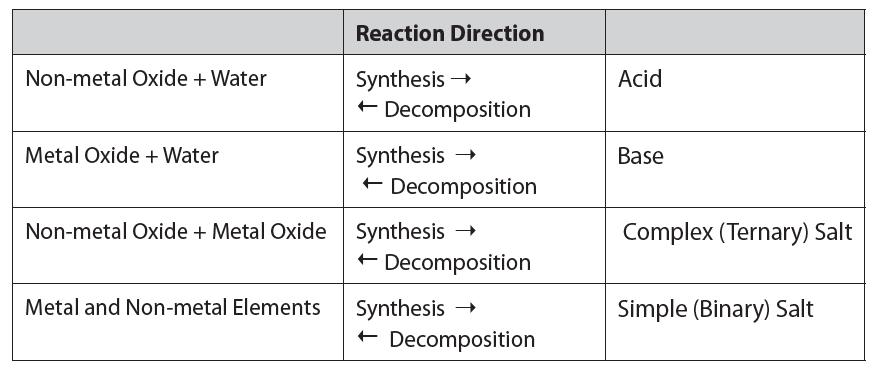 Reaction Direction
Non-metal Oxide + Water
Synthesis →
← Decomposition
Acid
Metal Oxide + Water
Synthesis →
← Decomposition
Base
Non-metal Oxide + Metal Oxide
Synthesis →
← Decomposition
Complex (Ternary) Salt
Metal and Non-metal Elements
Synthesis →
← Decomposition
Simple (Binary) Salt